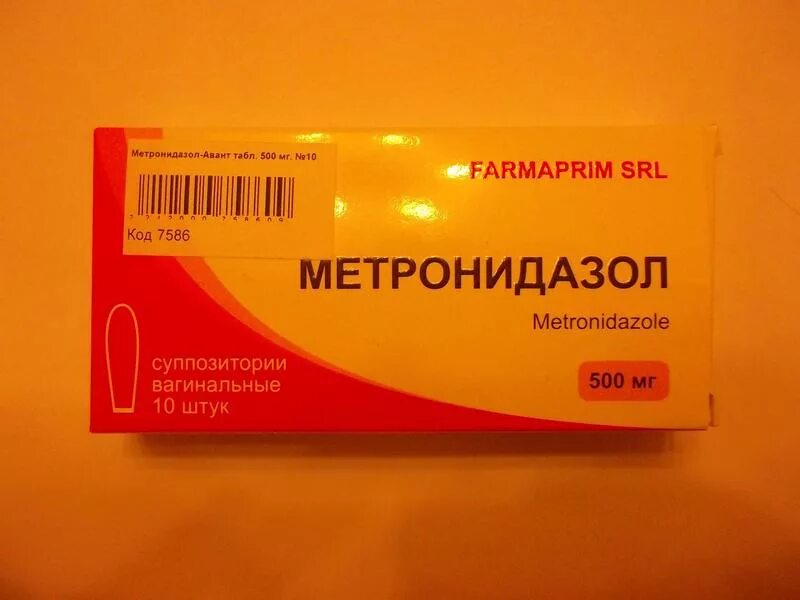 Метронидазол-Авант табл. 500 мг. №10
Код 7586
FARMAPRIM SRL
МЕТРОНИДАЗОЛ
Metronidazole
500 мг
суппозитории
вагинальные
10 штук